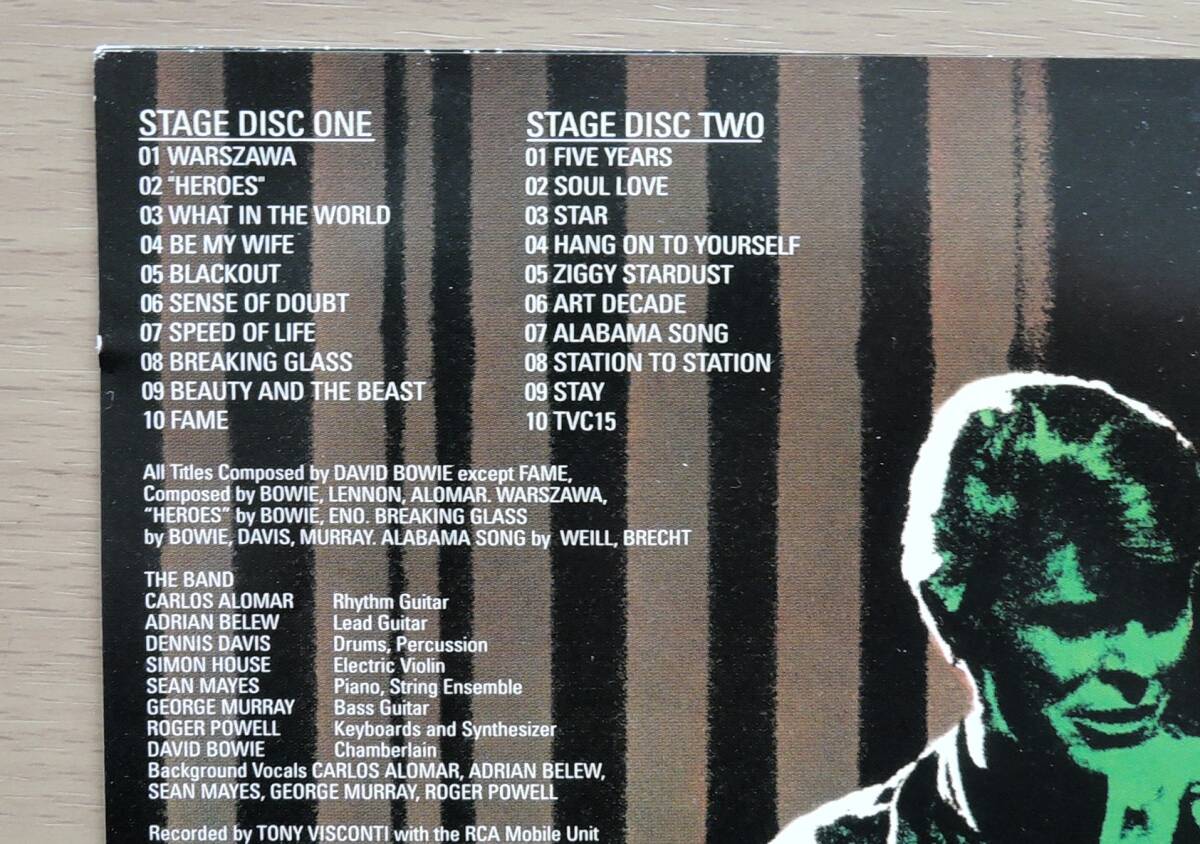 STAGE DISC ONE
01 WARSZAWA
02 "HEROES"
03 WHAT IN THE WORLD
04 BE MY WIFE
05 BLACKOUT
06 SENSE OF DOUBT
07 SPEED OF LIFE
08 BREAKING GLASS
09 BEAUTY AND THE BEAST
10 FAME
STAGE DISC TWO
01 FIVE YEARS
02 SOUL LOVE
03 STAR
04 HANG ON TO YOURSELF
05 ZIGGY STARDUST
06 ART DECADE
07 ALABAMA SONG
08 STATION TO STATION
09 STAY
10 TVC15
All Titles Composed by DAVID BOWIE except FAME,
Composed by BOWIE, LENNON, ALOMAR. WARSZAWA,
“HEROES” by BOWIE, ENO. BREAKING GLASS
by BOWIE, DAVIS, MURRAY. ALABAMA SONG by WEILL, BRECHT
THE BAND
CARLOS ALOMAR Rhythm Guitar
ADRIAN BELEW Lead Guitar
DENNIS DAVIS Drums, Percussion
SIMON HOUSE Electric Violin
SEAN MAYES Piano, String Ensemble
GEORGE MURRAY Bass Guitar
ROGER POWELL Keyboards and Synthesizer
DAVID BOWIE Chamberlain
Background Vocals CARLOS ALOMAR, ADRIAN BELEW,
SEAN MAYES, GEORGE MURRAY, ROGER POWELL
Recorded by TONY VISCONTI with the RCA Mobile Unit